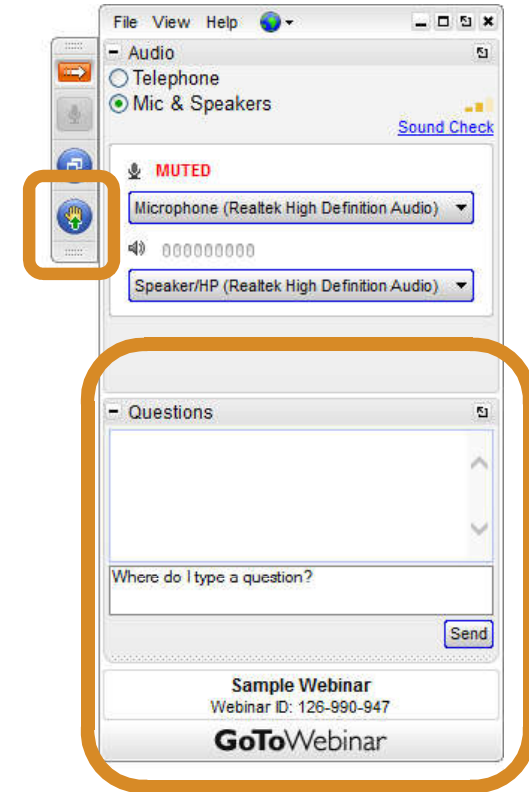 File View Help
Audio
Telephone
Mic & Speakers
Sound Check
MUTED
Microphone (Realtek High Definition Audio)
000000000
Speaker/HP (Realtek High Definition Audio)
Questions
Where do I type a question?
Send
Sample Webinar
Webinar ID: 126-990-947
GoToWebinar